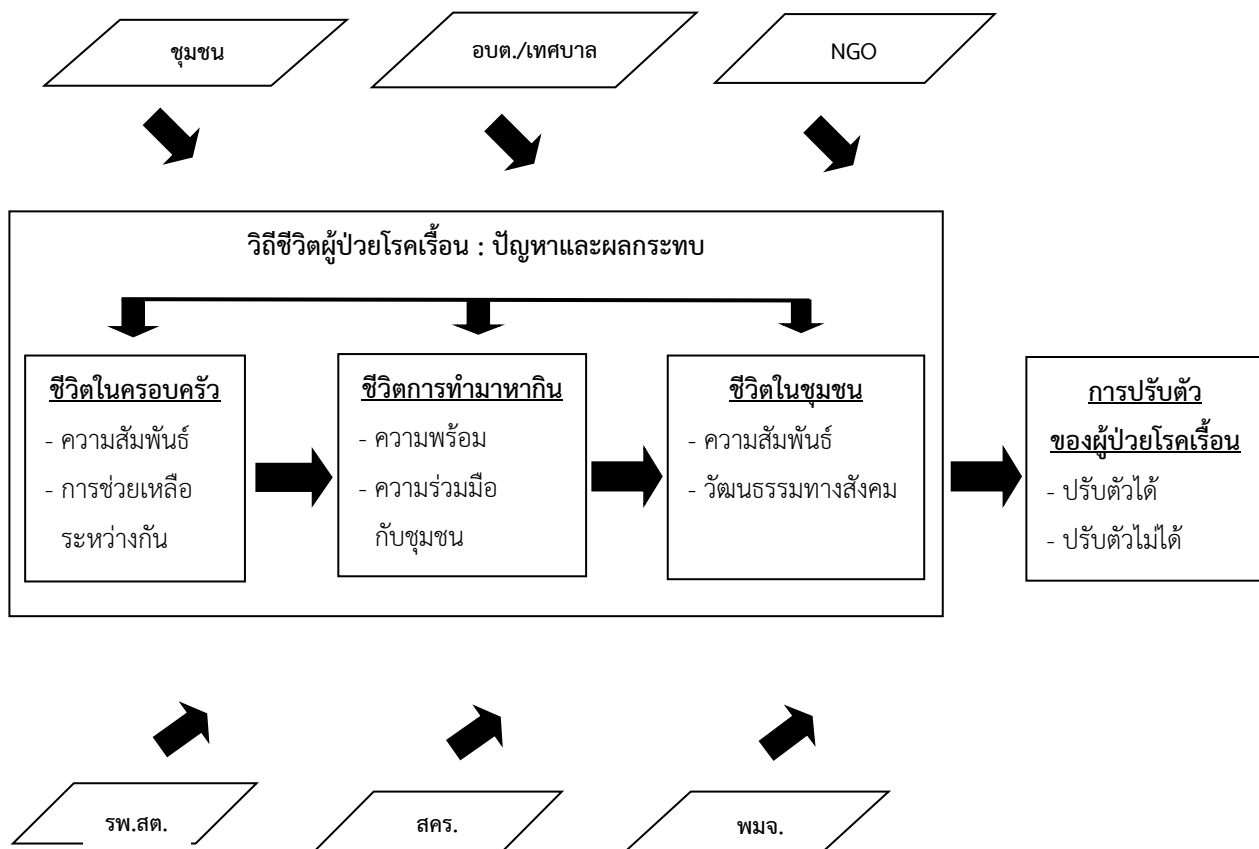 ชุมชน
อบต./เทศบาล
NGO
วิถีชีวิตผู้ป่วยโรคเรื้อน : ปัญหาและผลกระทบ
ชีวิตในครอบครัว
- ความสัมพันธ์
- การช่วยเหลือ
ระหว่างกัน
ชีวิตการทำมาหากิน
- ความพร้อม
- ความร่วมมือ
กับชุมชน
ชีวิตในชุมชน
- ความสัมพันธ์
- วัฒนธรรมทางสังคม
การปรับตัว
ของผู้ป่วยโรคเรื้อน
- ปรับตัวได้
- ปรับตัวไม่ได้
รพ.สต.
สคร.
พมจ.